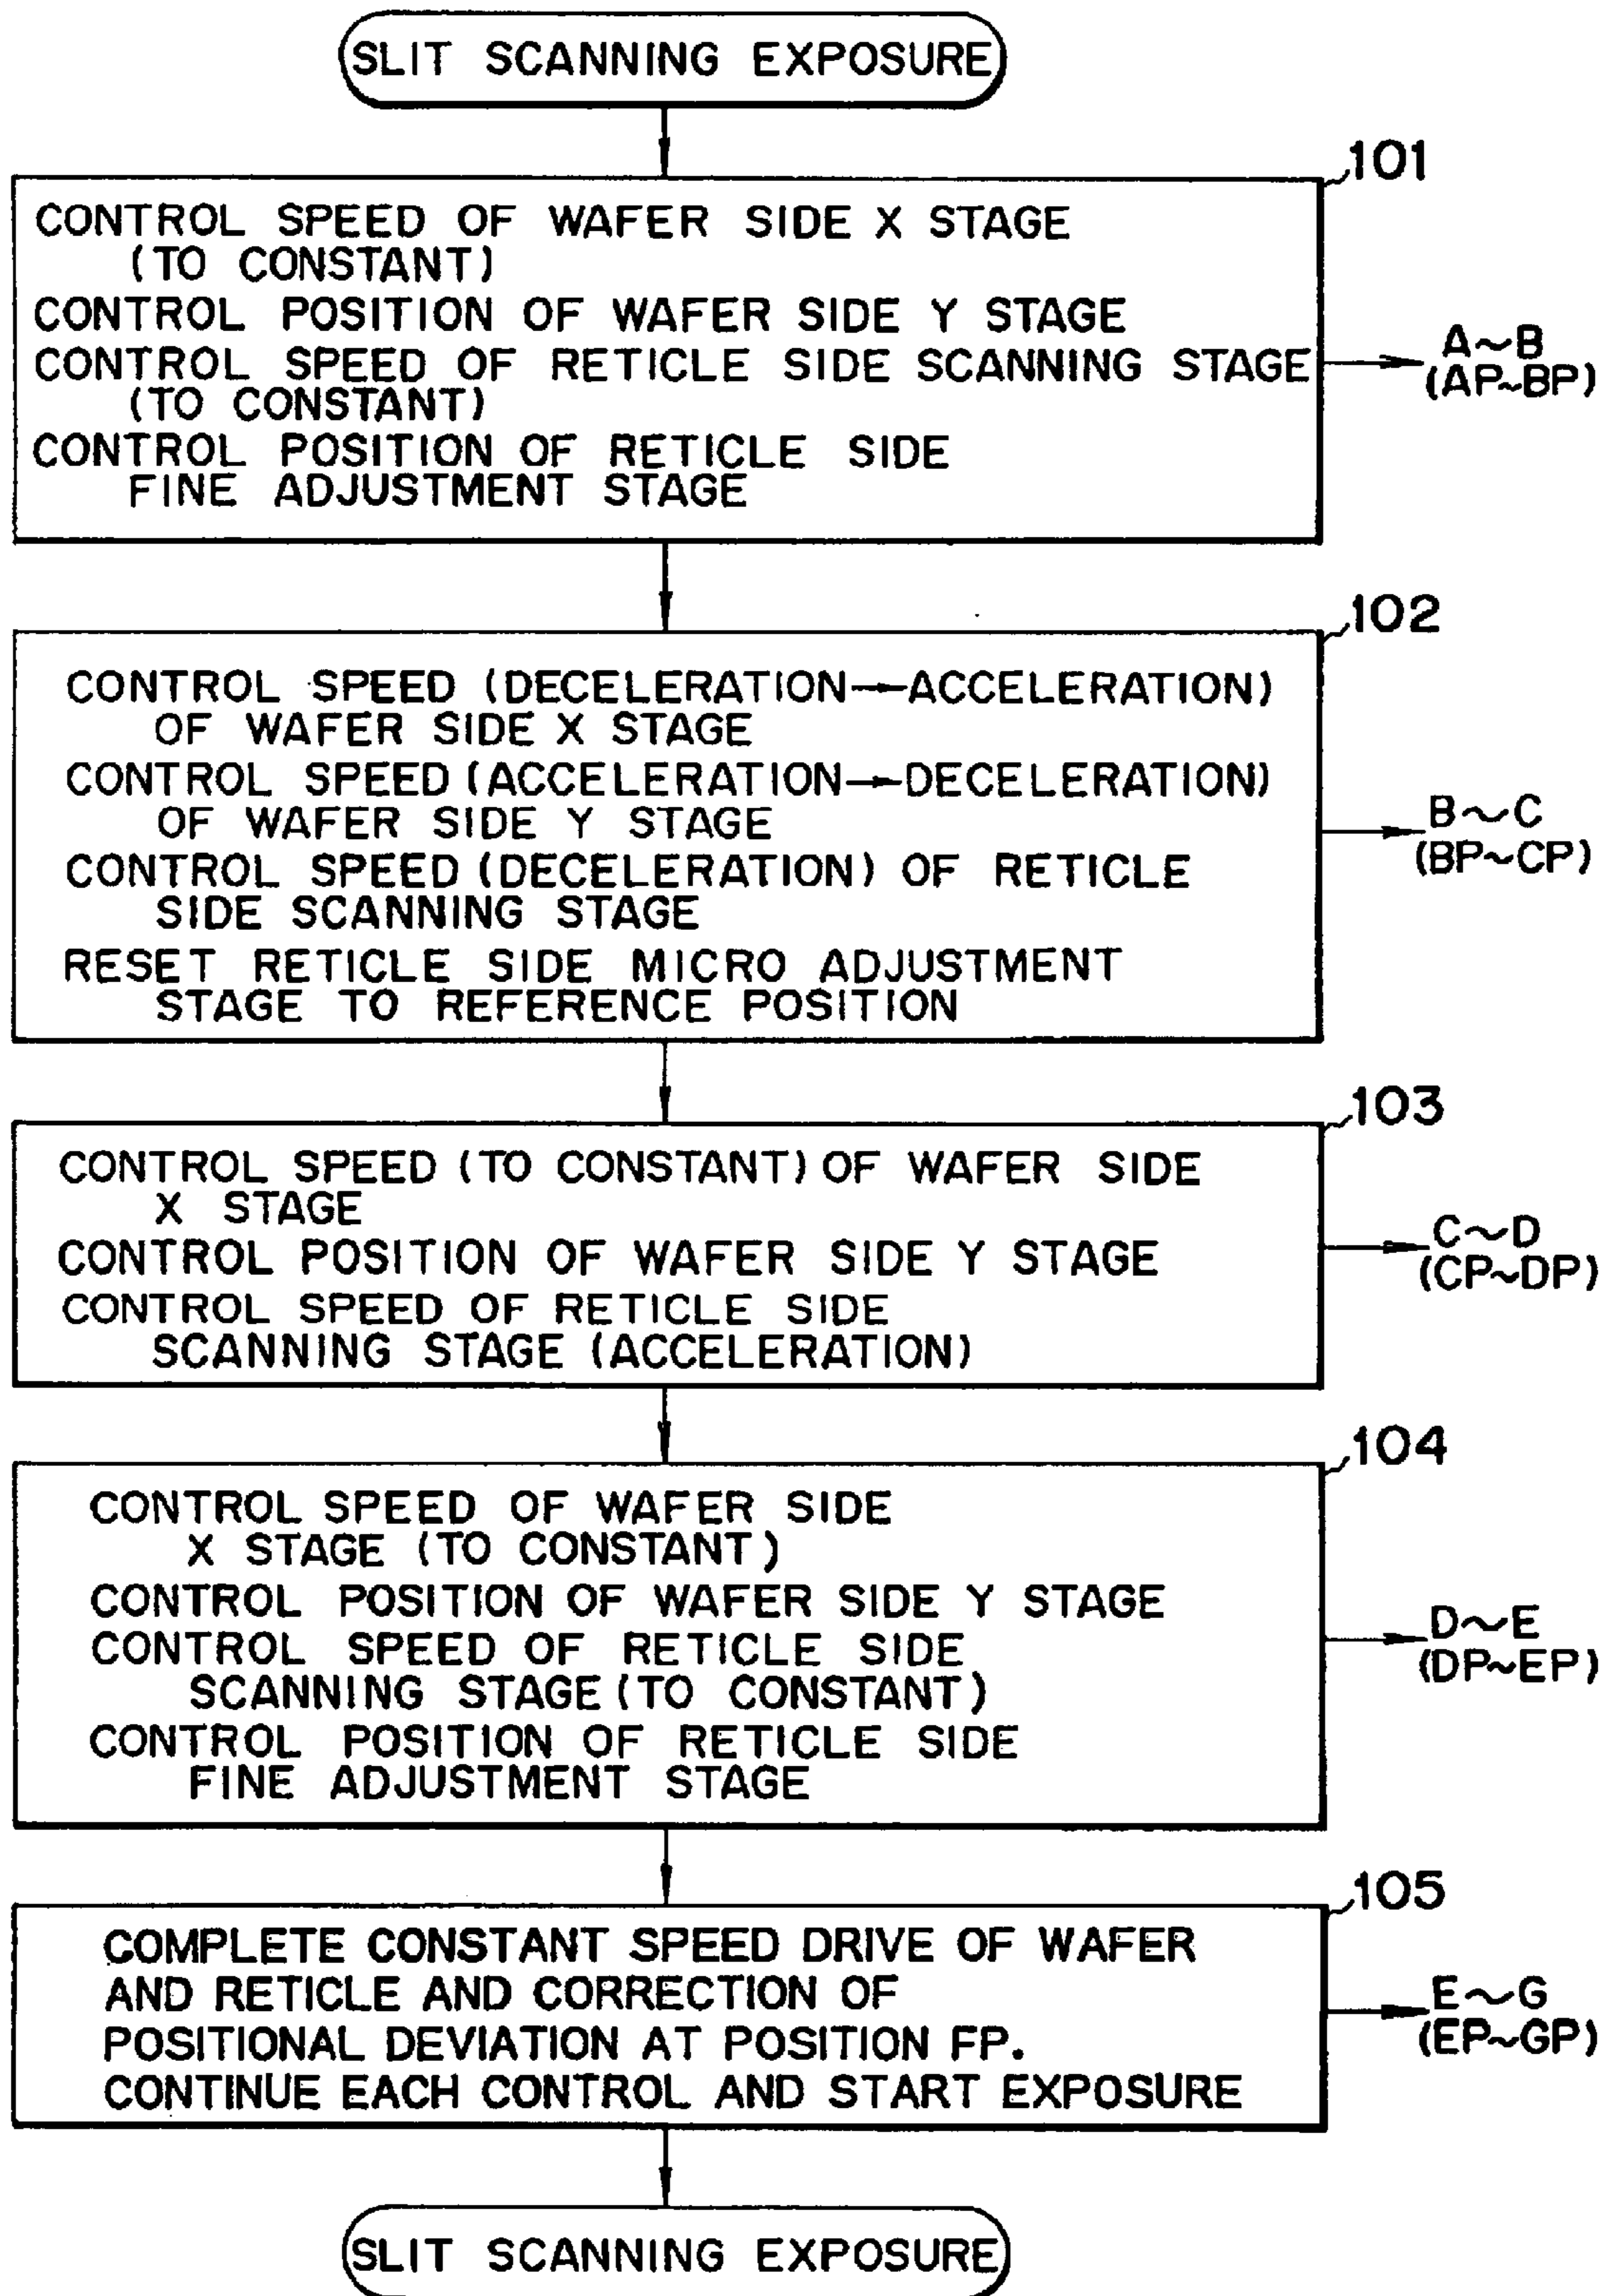 SLIT SCANNING EXPOSURE
101
CONTROL SPEED OF WAFER SIDE X STAGE
(TO CONSTANT)
CONTROL POSITION OF WAFER SIDE Y STAGE
CONTROL SPEED OF RETICLE SIDE SCANNING STAGE
(TO CONSTANT)
CONTROL POSITION OF RETICLE SIDE
FINE ADJUSTMENT STAGE
A~B
(AP~BP)
102
CONTROL SPEED (DECELERATION→ACCELERATION)
OF WAFER SIDE X STAGE
CONTROL SPEED (ACCELERATION→DECELERATION)
OF WAFER SIDE Y STAGE
CONTROL SPEED (DECELERATION) OF RETICLE
SIDE SCANNING STAGE
RESET RETICLE SIDE MICRO ADJUSTMENT
STAGE TO REFERENCE POSITION
B~C
(BP~CP)
103
CONTROL SPEED (TO CONSTANT) OF WAFER SIDE
X STAGE
CONTROL POSITION OF WAFER SIDE Y STAGE
CONTROL SPEED OF RETICLE SIDE
SCANNING STAGE (ACCELERATION)
C~D
(CP~DP)
104
CONTROL SPEED OF WAFER SIDE
X STAGE (TO CONSTANT)
CONTROL POSITION OF WAFER SIDE Y STAGE
CONTROL SPEED OF RETICLE SIDE
SCANNING STAGE (TO CONSTANT)
CONTROL POSITION OF RETICLE SIDE
FINE ADJUSTMENT STAGE
D~E
(DP~EP)
105
COMPLETE CONSTANT SPEED DRIVE OF WAFER
AND RETICLE AND CORRECTION OF
POSITIONAL DEVIATION AT POSITION FP.
CONTINUE EACH CONTROL AND START EXPOSURE
E~G
(EP~GP)
SLIT SCANNING EXPOSURE